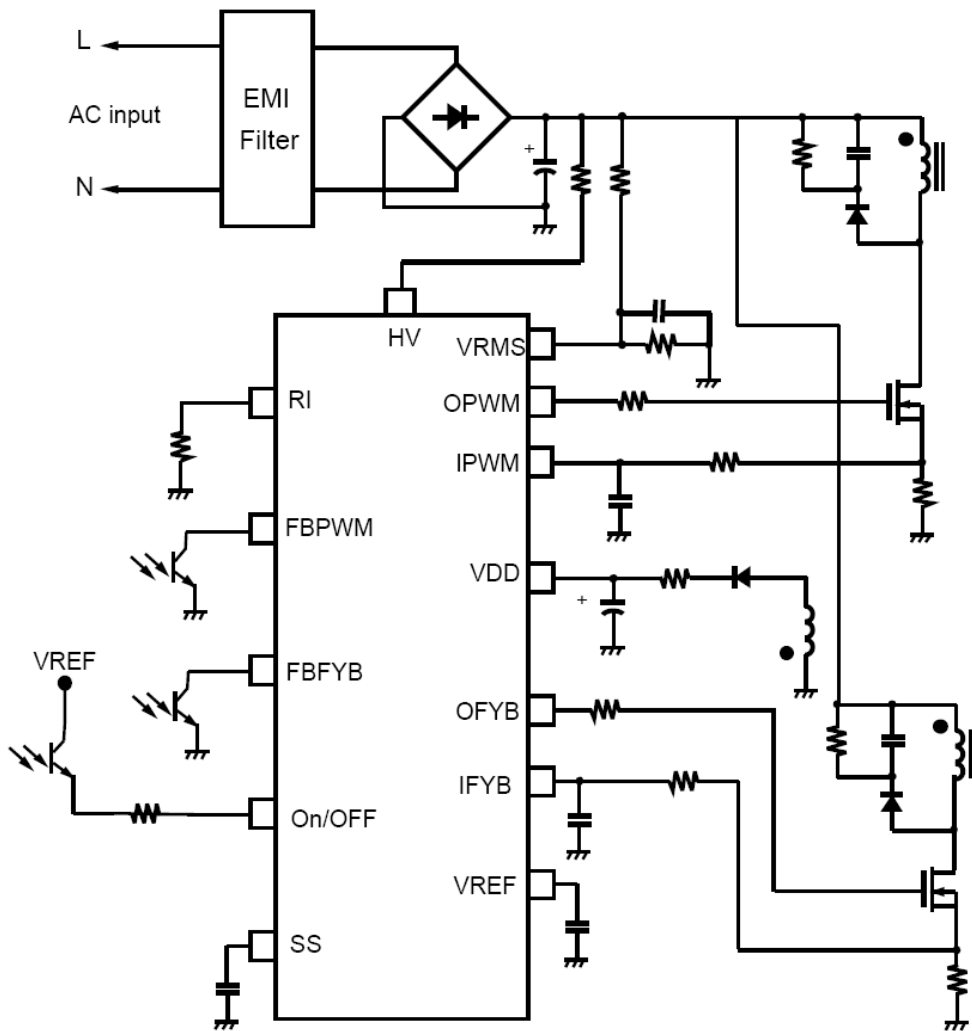 L
AC input
N
EMI
Filter
+
HV
RI
FBPWM
FBFYB
VREF
On/OFF
SS
VRMS
OPWM
IPWM
VDD
+
OFYB
IFYB
VREF